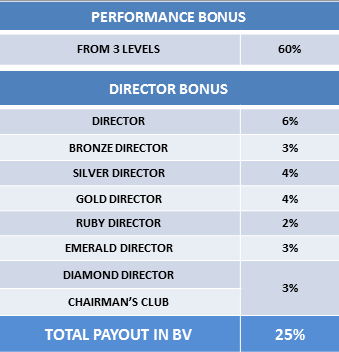 PERFORMANCE BONUS
FROM 3 LEVELS 60%
DIRECTOR BONUS
DIRECTOR 6%
BRONZE DIRECTOR 3%
SILVER DIRECTOR 4%
GOLD DIRECTOR 4%
RUBY DIRECTOR 2%
EMERALD DIRECTOR 3%
DIAMOND DIRECTOR
3%
CHAIRMAN'S CLUB
TOTAL PAYOUT IN BV 25%